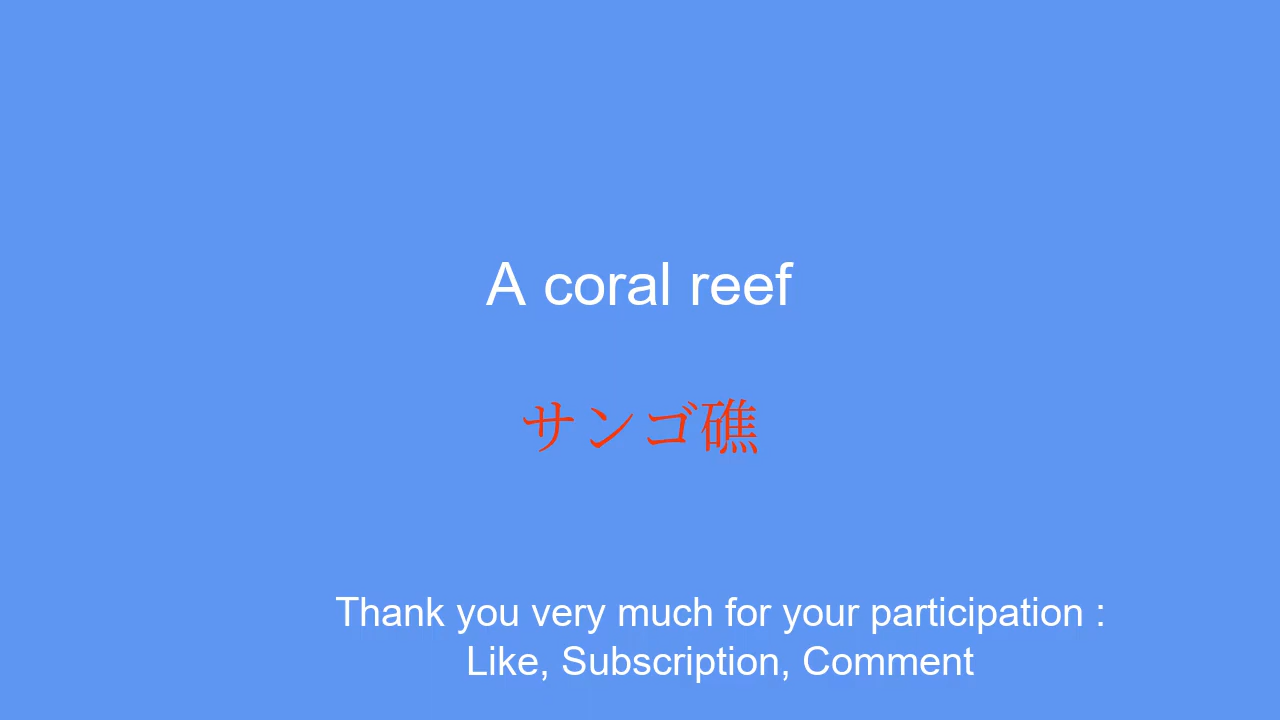 A coral reef
サンゴ礁
Thank you very much for your participation :
Like, Subscription, Comment